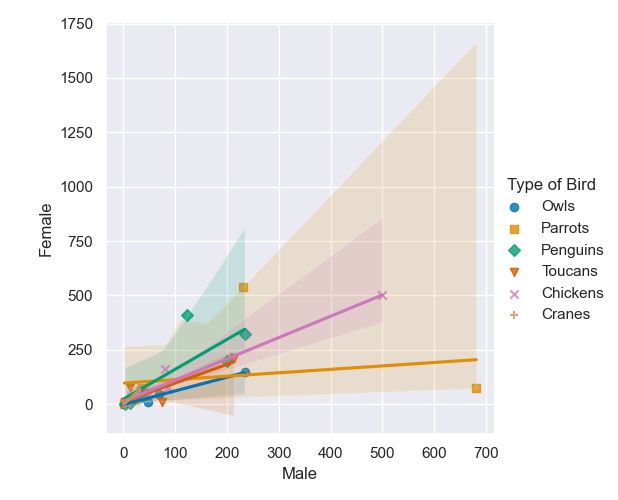 1750
1500
1250
1000
750
500
250
0
Female
0 100 200 300 400 500 600 700
Male
Type of Bird
Owls
Parrots
Penguins
Toucans
Chickens
Cranes